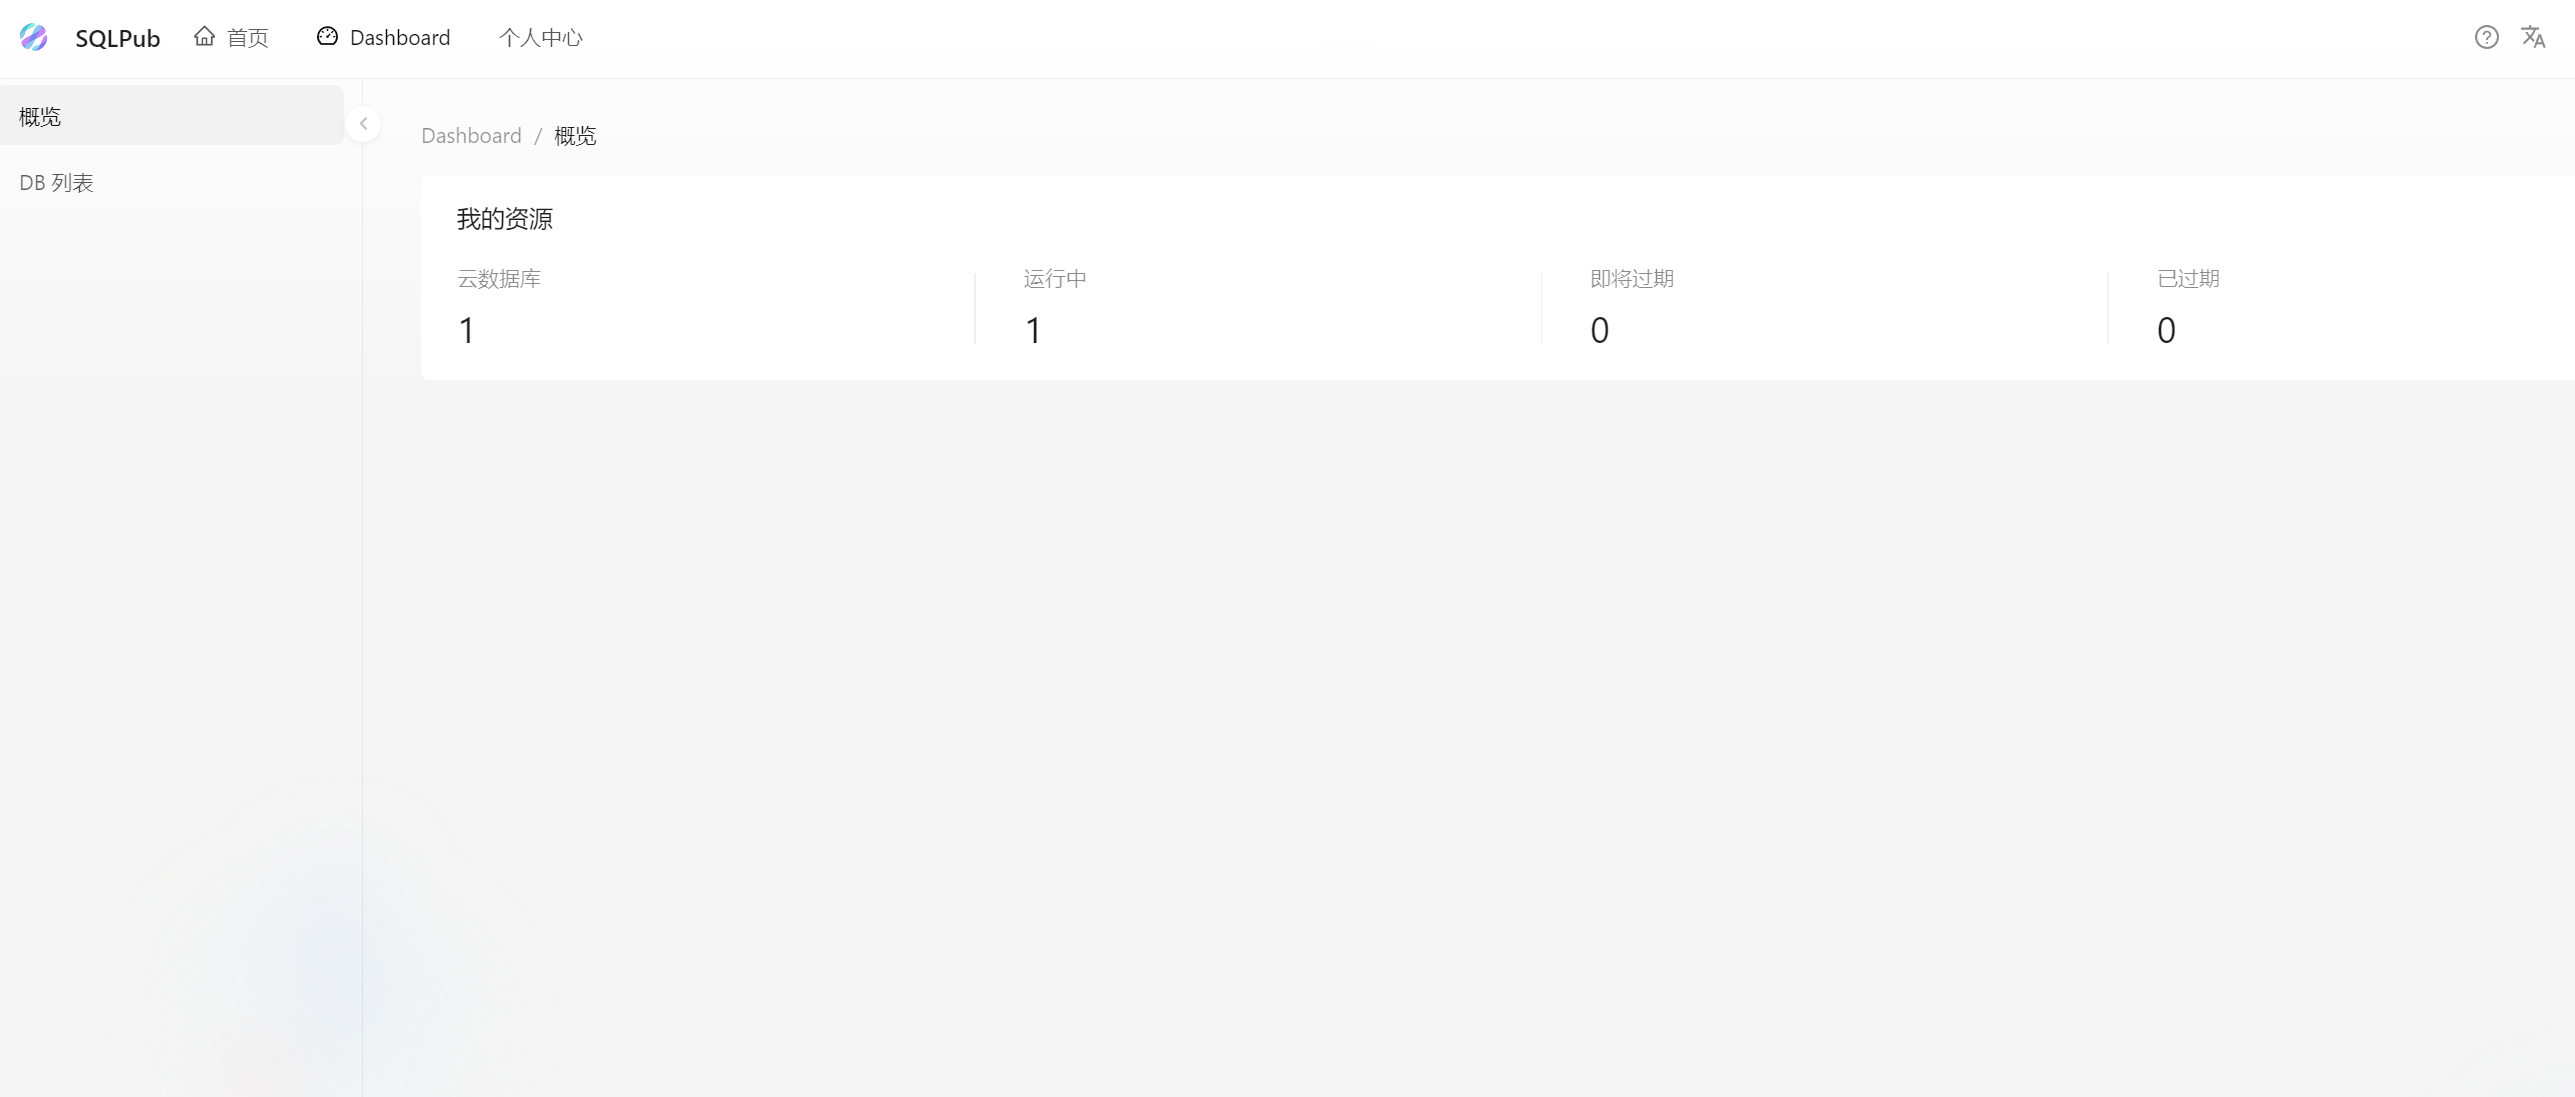 SQLPub 首页 Dashboard 个人中心
概览
DB 列表
Dashboard / 概览
我的资源
云数据库 运行中 即将过期 已过期
1 1 0 0